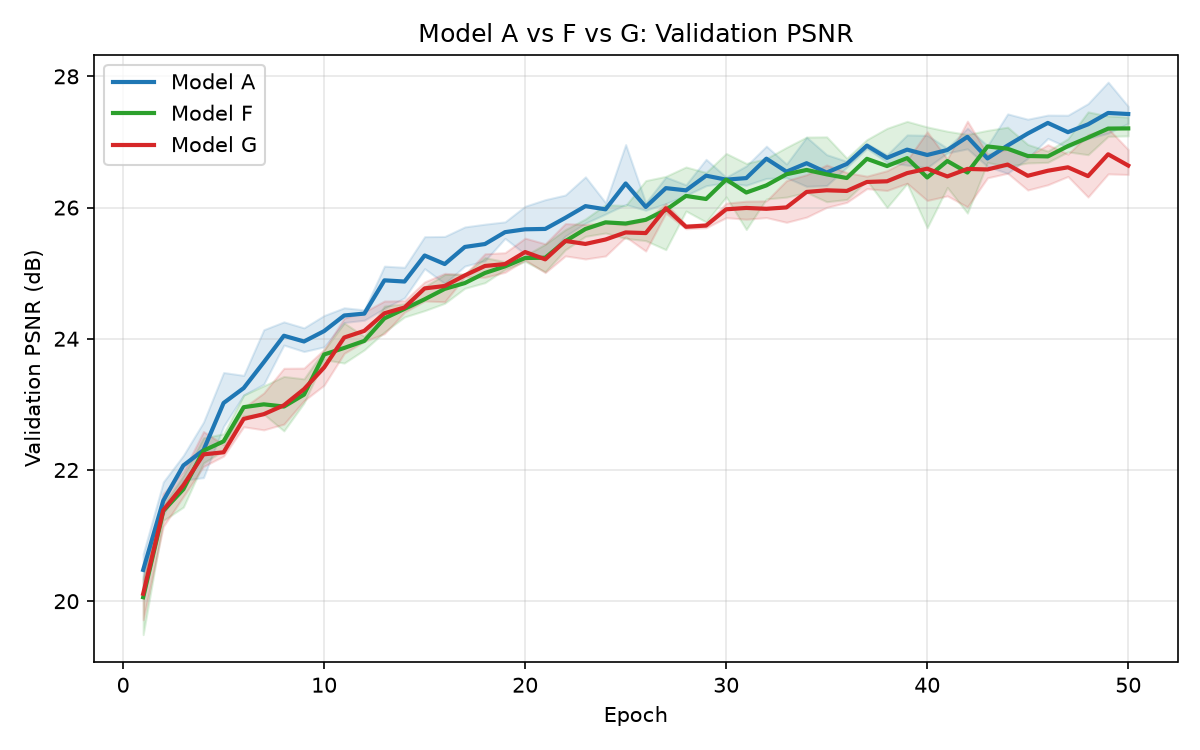 Model A vs F vs G: Validation PSNR
Model A
Model F
Model G
Validation PSNR (dB)
28
26
24
22
20
0 10 20 30 40 50
Epoch